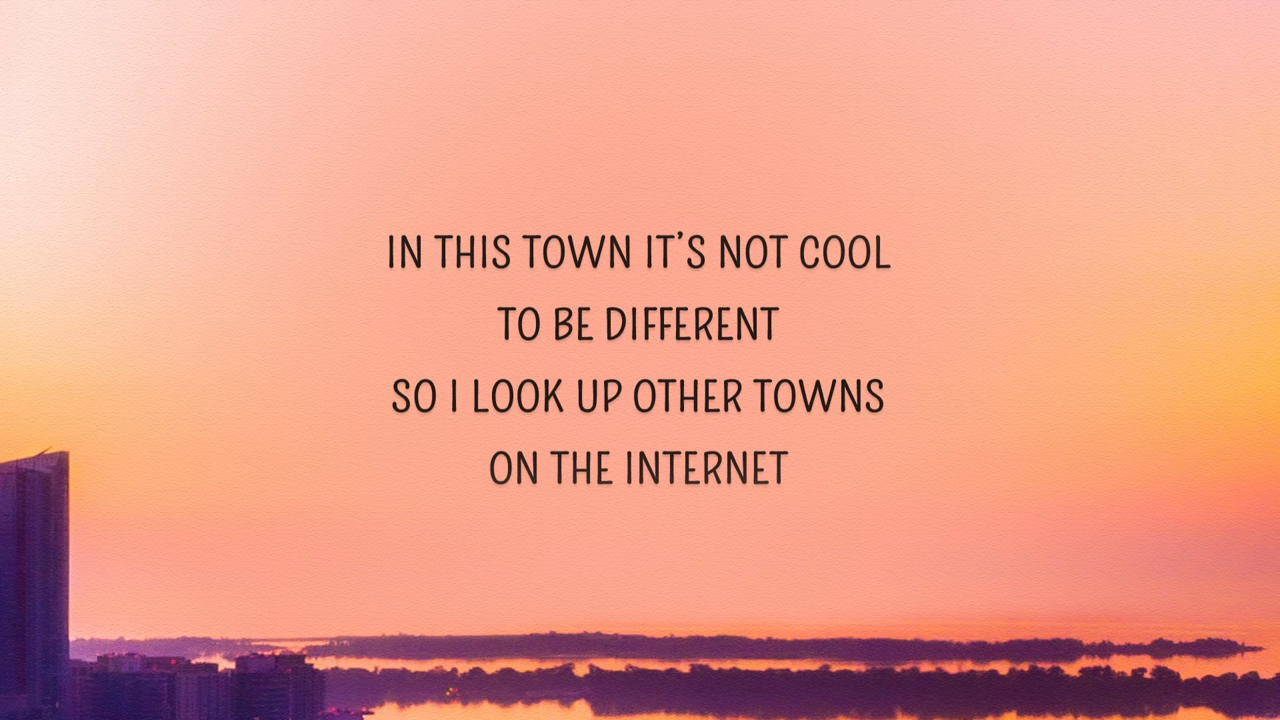 IN THIS TOWN IT’S NOT COOL
TO BE DIFFERENT
SO I LOOK UP OTHER TOWNS
ON THE INTERNET